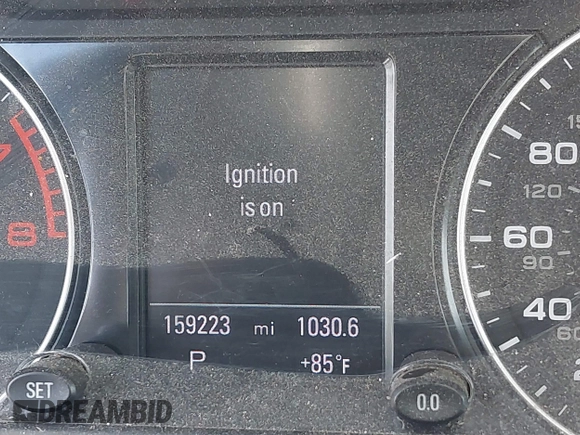 Ignition
is on
159223 mi 1030.6
P +85°F
SET
0.0
8
80
120
60
90
40
60
DREAMBID